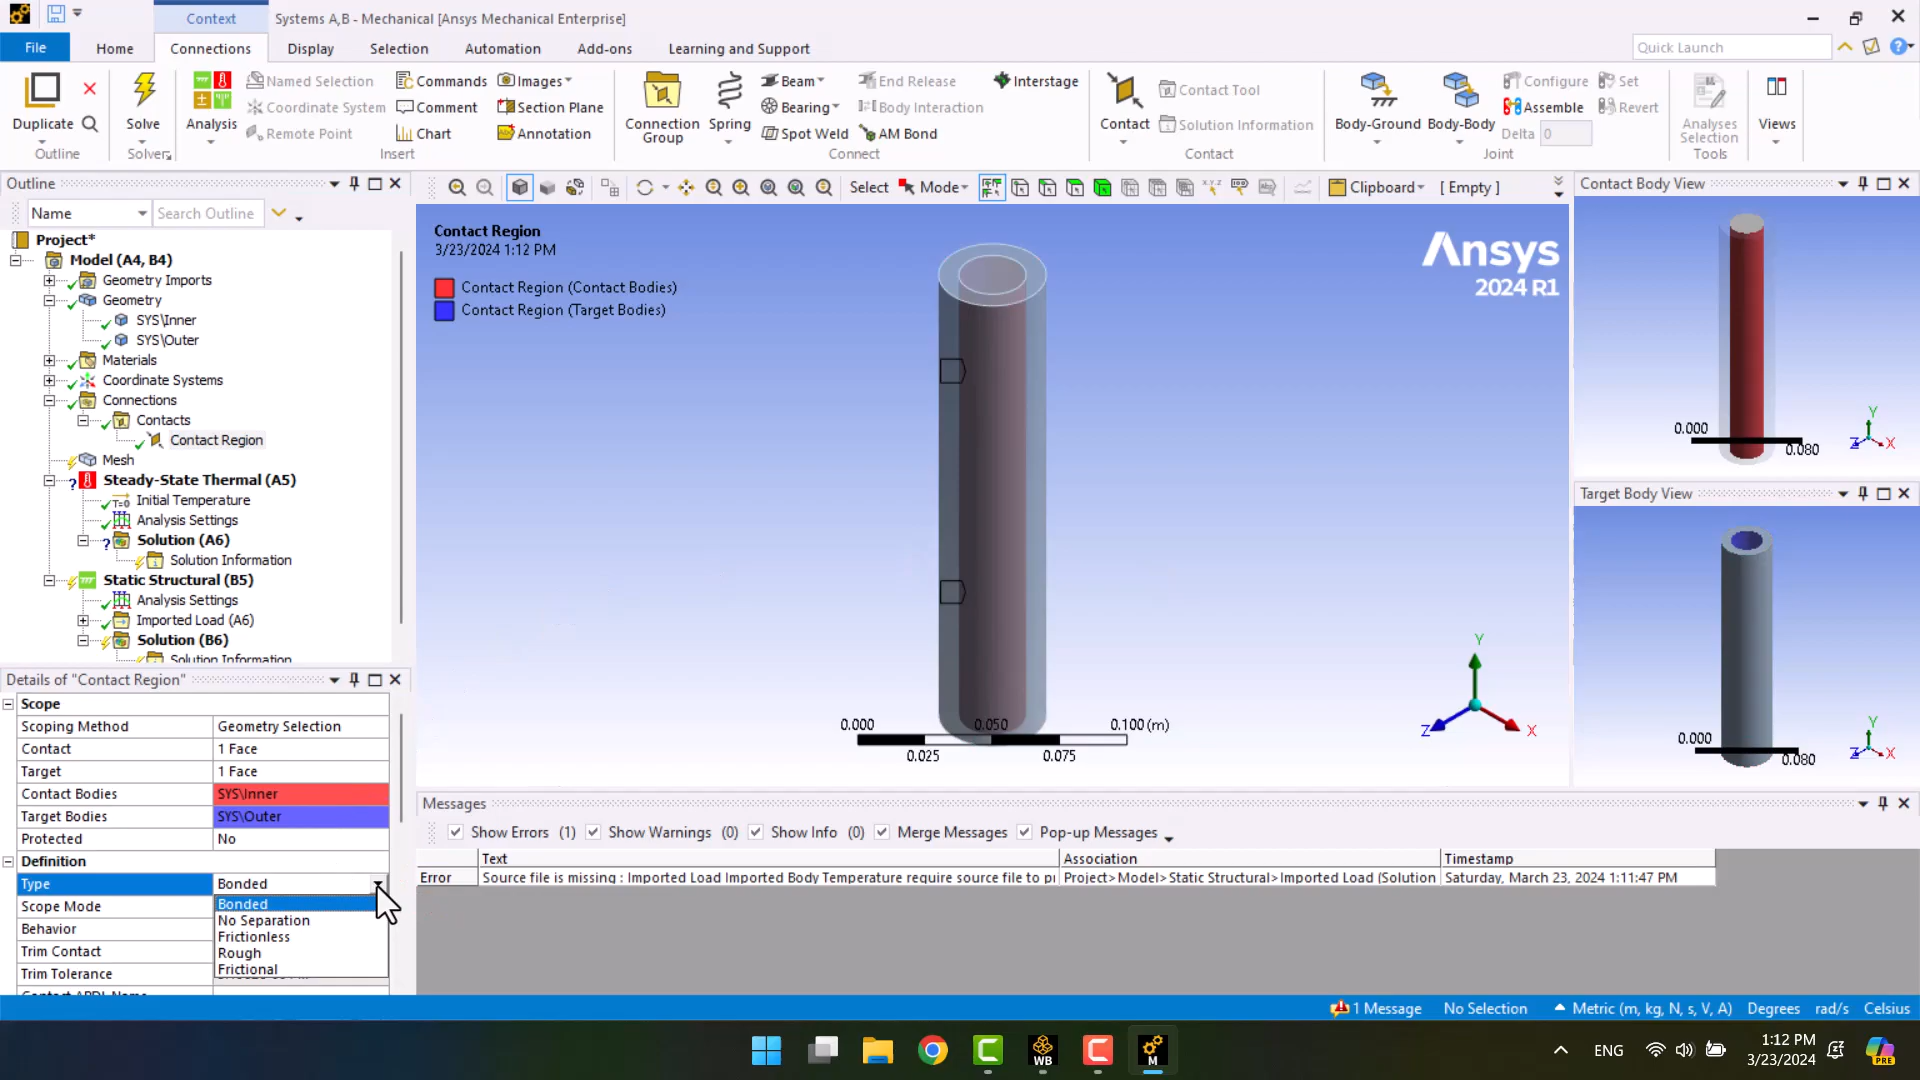 Context
Systems A,B - Mechanical [Ansys Mechanical Enterprise]
File
Home
Connections
Display
Selection
Automation
Add-ons
Learning and Support
Quick Launch
Duplicate
Outline
Solve
Solver
Analysis
Named Selection
Coordinate System
Remote Point
Commands
Comment
Chart
Images
Section Plane
Annotation
Insert
Connection Group
Spring
Beam
Bearing
Spot Weld
End Release
Body Interaction
AM Bond
Interstage
Connect
Contact
Contact Tool
Solution Information
Contact
Body-Ground
Body-Body
Configure
Assemble
Delta 0
Set
Revert
Joint
Analyses Selection
Tools
Views
Outline
Name
Search Outline
Select
Mode
Clipboard
[ Empty ]
Project*
Model (A4, B4)
Geometry Imports
Geometry
SYS\Inner
SYS\Outer
Materials
Coordinate Systems
Connections
Contacts
Contact Region
Mesh
Steady-State Thermal (A5)
Initial Temperature
Analysis Settings
Solution (A6)
Solution Information
Static Structural (B5)
Analysis Settings
Imported Load (A6)
Solution (B6)
Solution Information
Contact Region
3/23/2024 1:12 PM
Contact Region (Contact Bodies)
Contact Region (Target Bodies)
Ansys
2024 R1
0.000
0.050
0.100 (m)
0.025
0.075
Y
Z
X
Contact Body View
0.000
0.080
Y
Z
X
Target Body View
0.000
0.080
Y
Z
X
Details of "Contact Region"
Scope
Scoping Method Geometry Selection
Contact 1 Face
Target 1 Face
Contact Bodies SYS\Inner
Target Bodies SYS\Outer
Protected No
Definition
Type Bonded
Scope Mode
Behavior
Trim Contact
Trim Tolerance
Bonded
No Separation
Frictionless
Rough
Frictional
Messages
Show Errors (1) Show Warnings (0) Show Info (0) Merge Messages Pop-up Messages
Text Association Timestamp
Error Source file is missing : Imported Load Imported Body Temperature require source file to pr Project>Model>Static Structural>Imported Load (Solution Saturday, March 23, 2024 1:11:47 PM
1 Message
No Selection
Metric (m, kg, N, s, V, A)
Degrees
rad/s
Celsius
WB
M
ENG
1:12 PM
3/23/2024
PRE